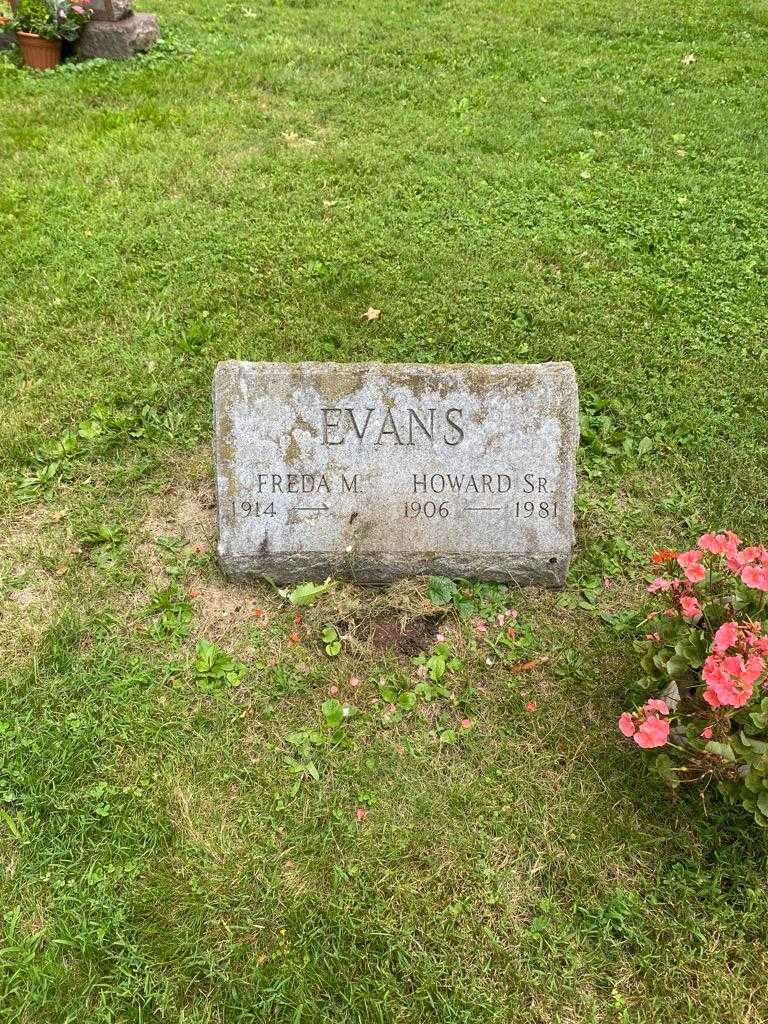 EVANS
FREDA M. HOWARD SR.
1914 — 1906 — 1981